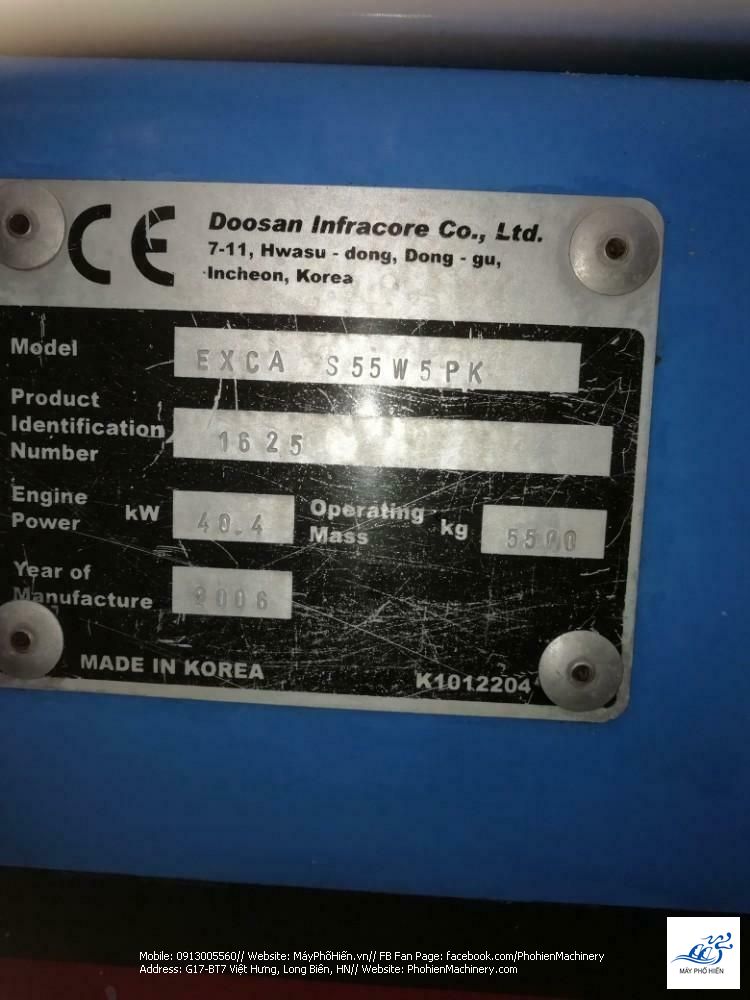 CE
Doosan Infracore Co., Ltd.
7-11, Hwasu - dong, Dong - gu,
Incheon, Korea
Model EXCA S55W5PK
Product
Identification
Number 1625
Engine
Power kW 40.4 Operating
Mass kg 5500
Year of
Manufacture 2006
MADE IN KOREA K1012204
Mobile: 0913005560// Website: MáyPhốHiến.vn// FB Fan Page: facebook.com/PhohienMachinery
Address: G17-BT7 Việt Hưng, Long Biên, HN// Website: PhohienMachinery.com
MÁY PHỐ HIẾN